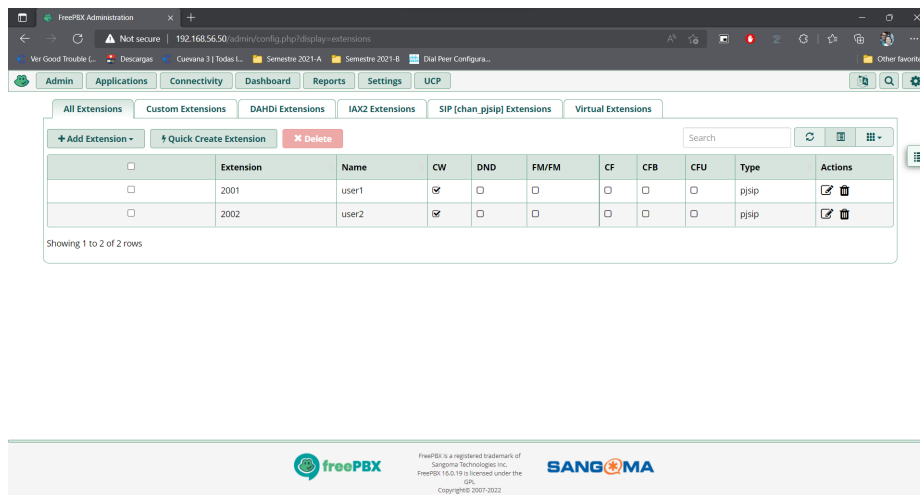 FreePBX Administration
Not secure | 192.168.56.50/admin/config.php?display=extensions
Ver Good Trouble (... Descargas Cuevana 3 | Todas l... Semestre 2021-A Semestre 2021-B Dial Peer Configura... Other favorite
Admin Applications Connectivity Dashboard Reports Settings UCP
All Extensions Custom Extensions DAHDi Extensions IAX2 Extensions SIP [chan_pjsip] Extensions Virtual Extensions
+ Add Extension Quick Create Extension Delete Search
Extension Name CW DND FM/FM CF CFB CFU Type Actions
2001 user1 pjsip
2002 user2 pjsip
Showing 1 to 2 of 2 rows
freePBX
FreePBX is a registered trademark of
Sangoma Technologies Inc.
FreePBX 16.0.19 is licensed under the
GPL
Copyright© 2007-2022
SANGOMA